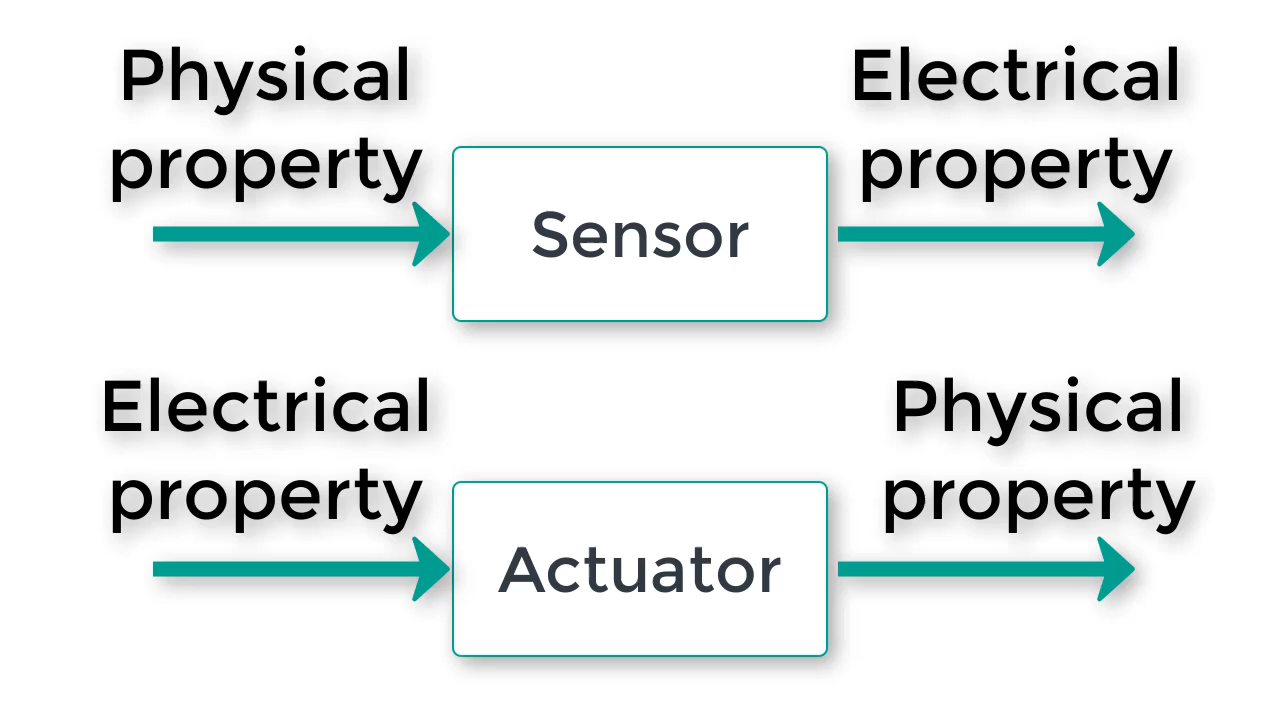 Physical
property
Sensor
Electrical
property
Electrical
property
Actuator
Physical
property